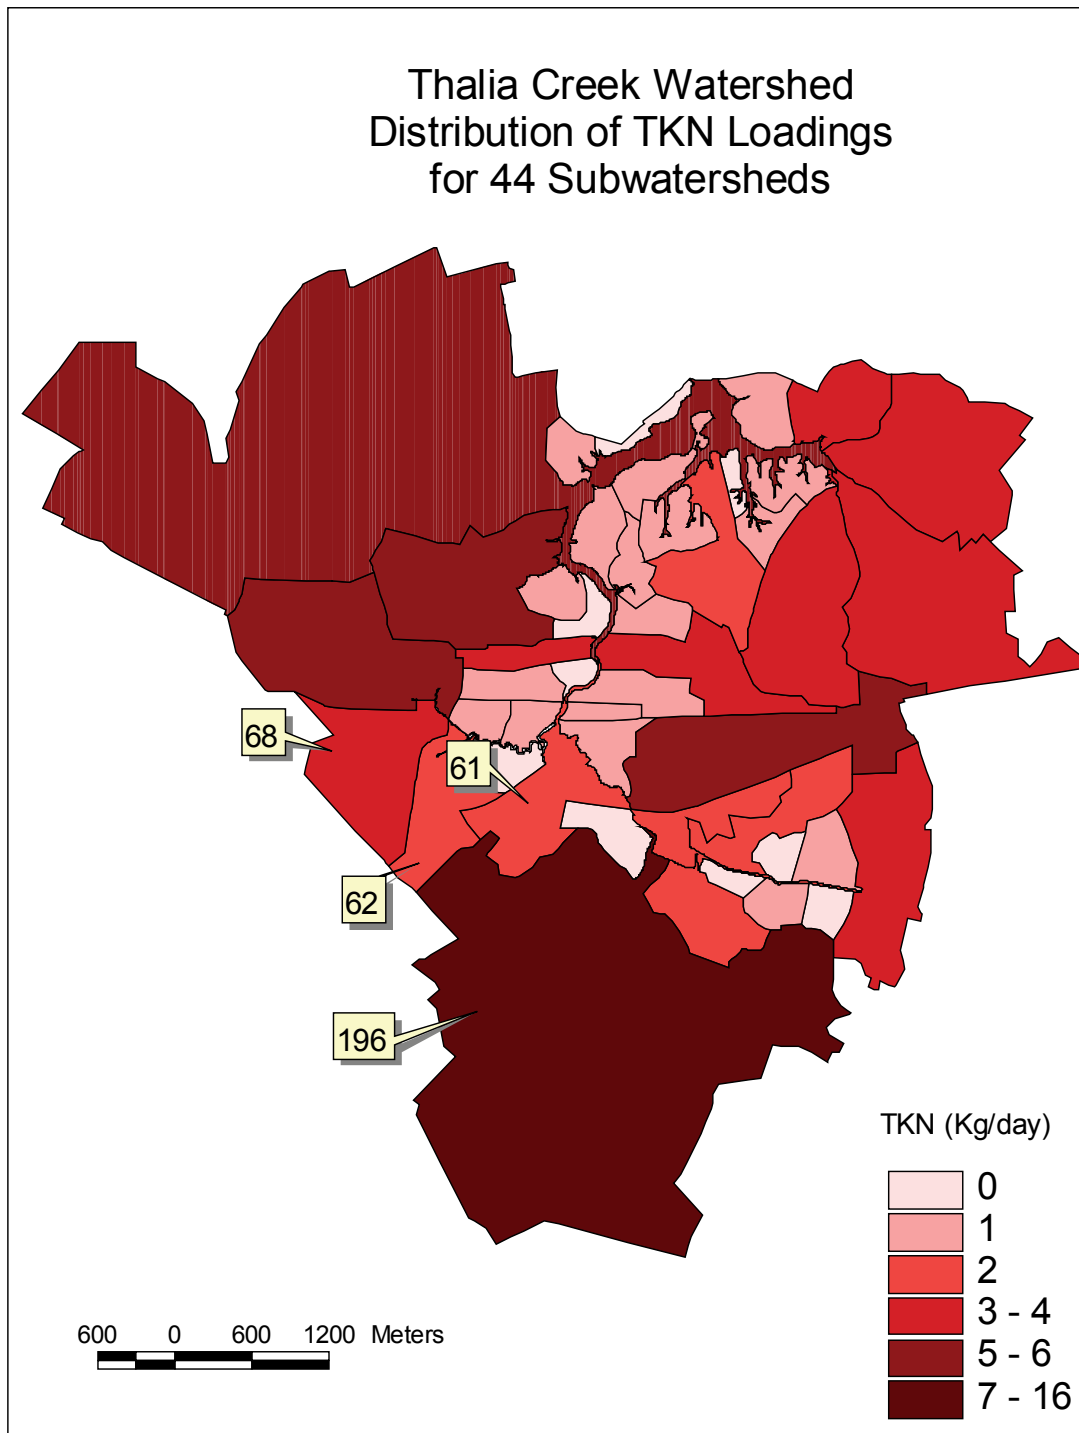 Thalia Creek Watershed
Distribution of TKN Loadings
for 44 Subwatersheds
68
61
62
196
TKN (Kg/day)
0
1
2
3 - 4
5 - 6
7 - 16
600 0 600 1200 Meters